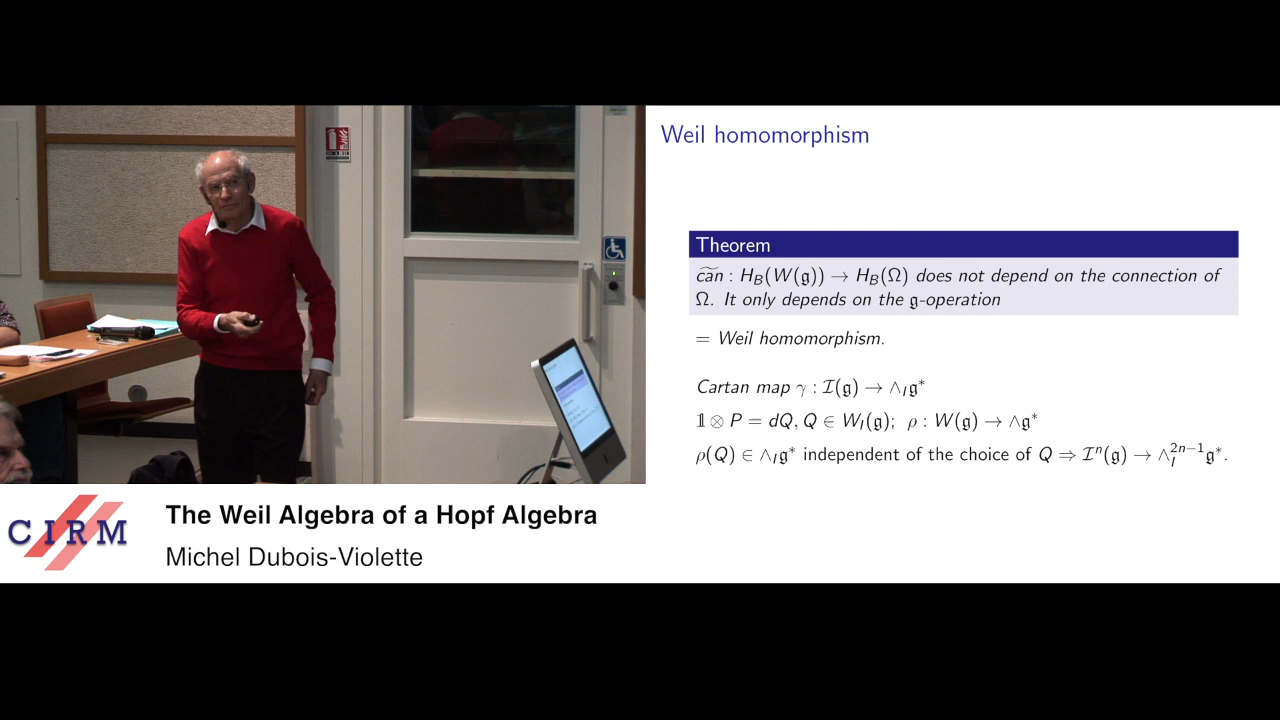 Weil homomorphism
Theorem
c͠an : H_B(W(𝔤)) → H_B(Ω) does not depend on the connection of
Ω. It only depends on the 𝔤-operation
= Weil homomorphism.
Cartan map γ : ℐ(𝔤) → ∧_I 𝔤*
𝟙 ⊗ P = dQ, Q ∈ W_I(𝔤); ρ : W(𝔤) → ∧𝔤*
ρ(Q) ∈ ∧_I 𝔤* independent of the choice of Q ⇒ ℐⁿ(𝔤) → ∧_I^{2n−1} 𝔤*.
CIRM
The Weil Algebra of a Hopf Algebra
Michel Dubois-Violette